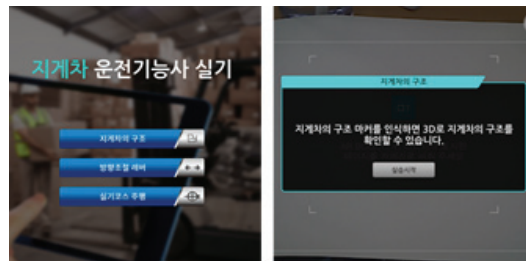 지게차 운전기능사 실기
지게차의 구조
방향조절 레버
실기코스 주행
지게차의 구조
지게차의 구조 마커를 인식하면 3D로 지게차의 구조를
확인할 수 있습니다.
실습시작